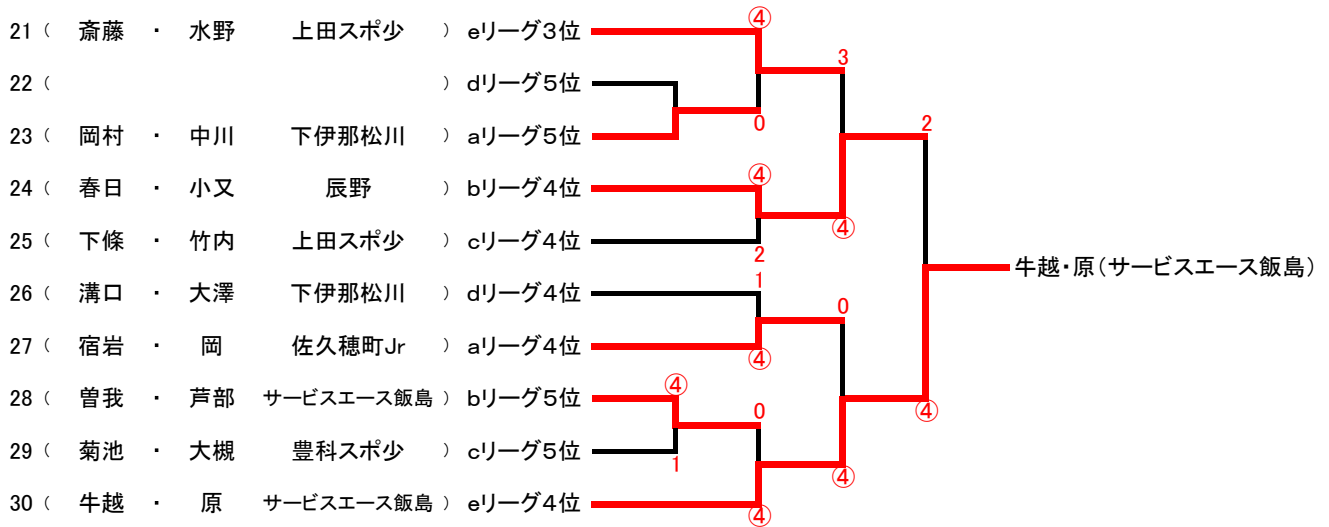 ④
21 ( 斎藤 ・ 水野 上田スポ少 ) eリーグ3位
3
22 ( ) dリーグ5位
0
2
23 ( 岡村 ・ 中川 下伊那松川 ) aリーグ5位
④
24 ( 春日 ・ 小又 辰野 ) bリーグ4位
④
25 ( 下條 ・ 竹内 上田スポ少 ) cリーグ4位
2
牛越・原(サービスエース飯島)
1
26 ( 溝口 ・ 大澤 下伊那松川 ) dリーグ4位
0
27 ( 宿岩 ・ 岡 佐久穂町Jr ) aリーグ4位
④
④
28 ( 曽我 ・ 芦部 サービスエース飯島 ) bリーグ5位
0
④
29 ( 菊池 ・ 大槻 豊科スポ少 ) cリーグ5位
1
④
30 ( 牛越 ・ 原 サービスエース飯島 ) eリーグ4位
④